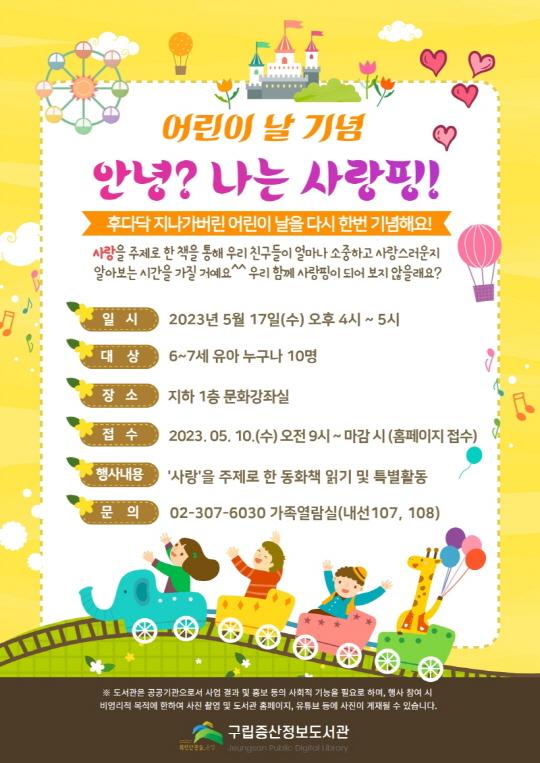 어린이 날 기념
안녕? 나는 사랑핑!
후다닥 지나가버린 어린이 날을 다시 한번 기념해요!
사랑을 주제로 한 책을 통해 우리 친구들이 얼마나 소중하고 사랑스러운지
알아보는 시간을 가질 거예요^^ 우리 함께 사랑핑이 되어 보지 않을래요?
일 시 2023년 5월 17일(수) 오후 4시 ~ 5시
대 상 6~7세 유아 누구나 10명
장 소 지하 1층 문화강좌실
접 수 2023. 05. 10.(수) 오전 9시 ~ 마감 시 (홈페이지 접수)
행사내용 '사랑'을 주제로 한 동화책 읽기 및 특별활동
문 의 02-307-6030 가족열람실(내선107, 108)
※ 도서관은 공공기관으로서 사업 결과 및 홍보 등의 사회적 기능을 필요로 하며, 행사 참여 시
비영리적 목적에 한하여 사진 촬영 및 도서관 홈페이지, 유튜브 등에 사진이 게재될 수 있습니다.
구립증산정보도서관
Jeungsan Public Digital Library